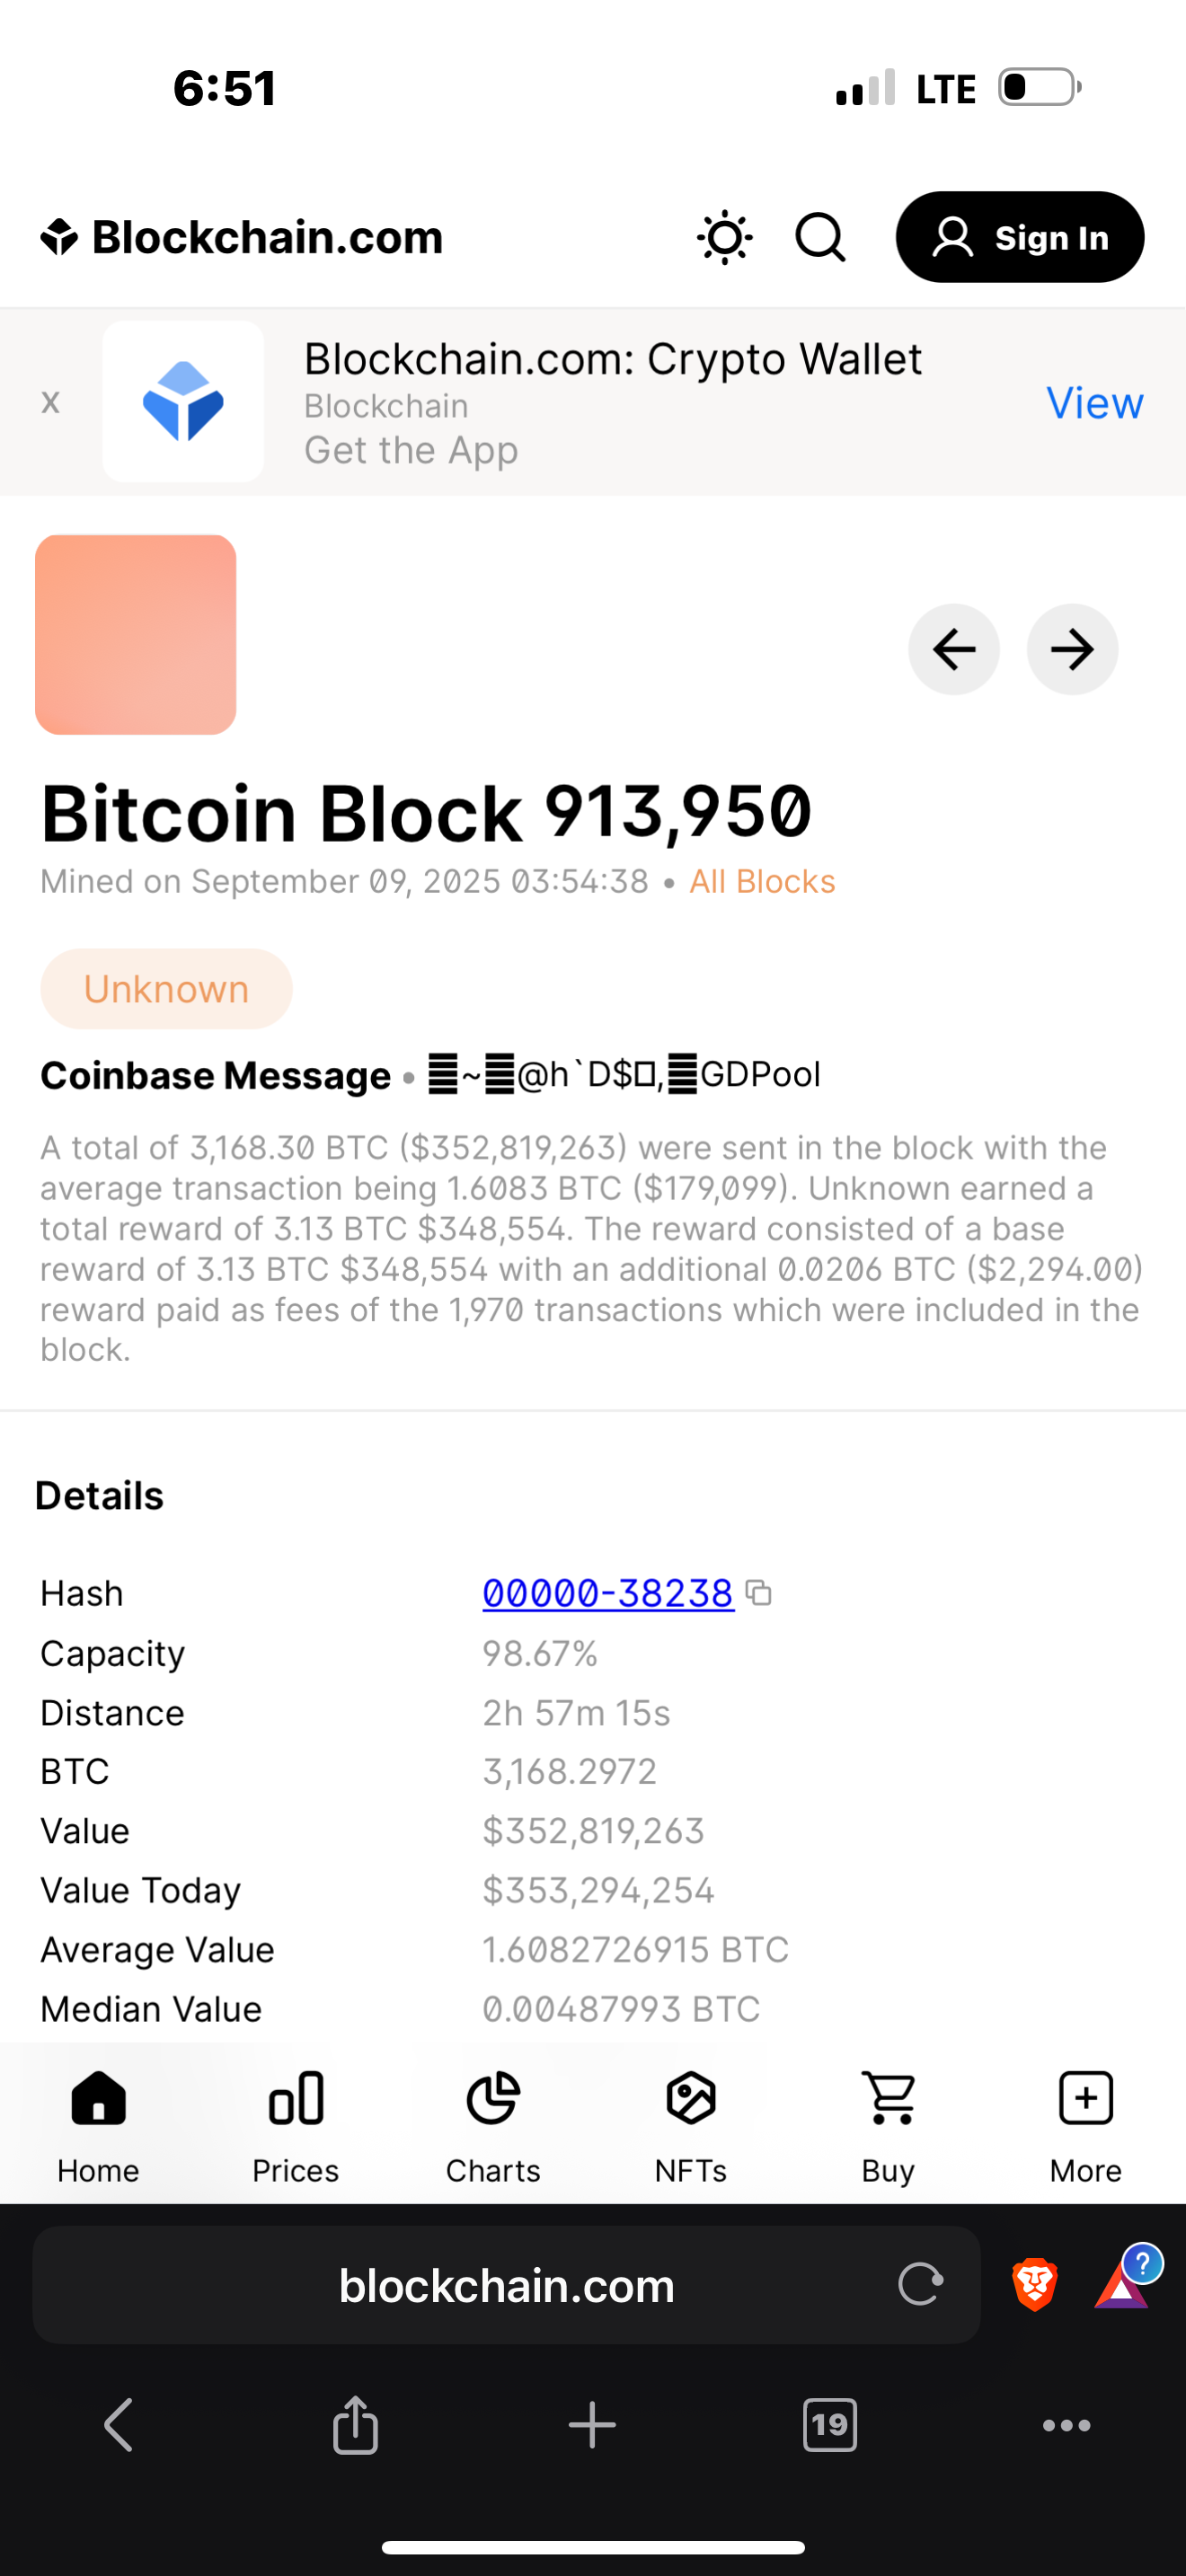 6:51
LTE
Blockchain.com
Sign In
x
Blockchain.com: Crypto Wallet
Blockchain
Get the App
View
Bitcoin Block 913,950
Mined on September 09, 2025 03:54:38 • All Blocks
Unknown
Coinbase Message • ~ @h`D$□, GDPool
A total of 3,168.30 BTC ($352,819,263) were sent in the block with the
average transaction being 1.6083 BTC ($179,099). Unknown earned a
total reward of 3.13 BTC $348,554. The reward consisted of a base
reward of 3.13 BTC $348,554 with an additional 0.0206 BTC ($2,294.00)
reward paid as fees of the 1,970 transactions which were included in the
block.
Details
Hash 00000-38238
Capacity 98.67%
Distance 2h 57m 15s
BTC 3,168.2972
Value $352,819,263
Value Today $353,294,254
Average Value 1.6082726915 BTC
Median Value 0.00487993 BTC
Home Prices Charts NFTs Buy More
blockchain.com
?
19